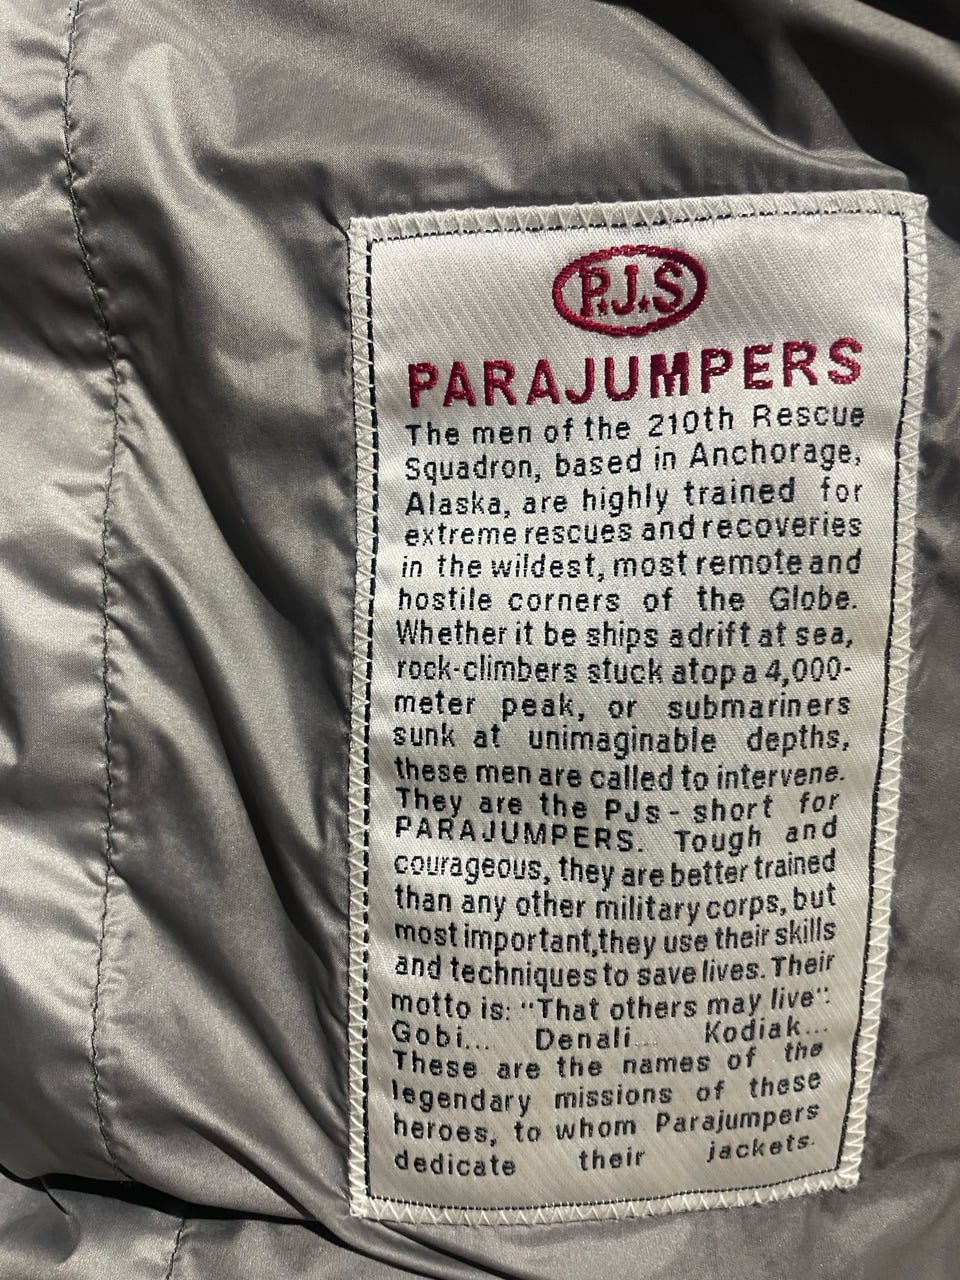 P.J.S
PARAJUMPERS
The men of the 210th Rescue
Squadron, based in Anchorage,
Alaska, are highly trained for
extreme rescues and recoveries
in the wildest, most remote and
hostile corners of the Globe.
Whether it be ships adrift at sea,
rock-climbers stuck atop a 4,000-
meter peak, or submariners
sunk at unimaginable depths,
these men are called to intervene.
They are the PJs - short for
PARAJUMPERS. Tough and
courageous, they are better trained
than any other military corps, but
most important,they use their skills
and techniques to save lives. Their
motto is: "That others may live".
Gobi... Denali... Kodiak...
These are the names of the
legendary missions of these
heroes, to whom Parajumpers
dedicate their jackets.